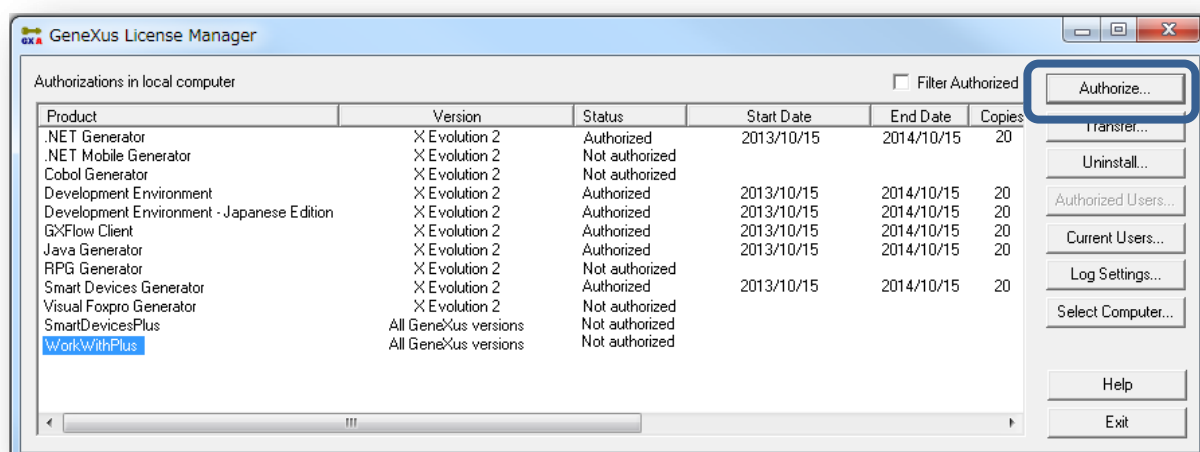 GX A GeneXus License Manager
Authorizations in local computer Filter Authorized Authorize...
Product Version Status Start Date End Date Copies
.NET Generator X Evolution 2 Authorized 2013/10/15 2014/10/15 20 Transfer...
.NET Mobile Generator X Evolution 2 Not authorized
Cobol Generator X Evolution 2 Not authorized Uninstall...
Development Environment X Evolution 2 Authorized 2013/10/15 2014/10/15 20 Authorized Users...
Development Environment - Japanese Edition X Evolution 2 Authorized 2013/10/15 2014/10/15 20
GXFlow Client X Evolution 2 Authorized 2013/10/15 2014/10/15 20 Current Users...
Java Generator X Evolution 2 Authorized 2013/10/15 2014/10/15 20
RPG Generator X Evolution 2 Not authorized Log Settings...
Smart Devices Generator X Evolution 2 Authorized 2013/10/15 2014/10/15 20
Visual Foxpro Generator X Evolution 2 Not authorized Select Computer...
SmartDevicesPlus All GeneXus versions Not authorized
WorkWithPlus All GeneXus versions Not authorized
Help
Exit